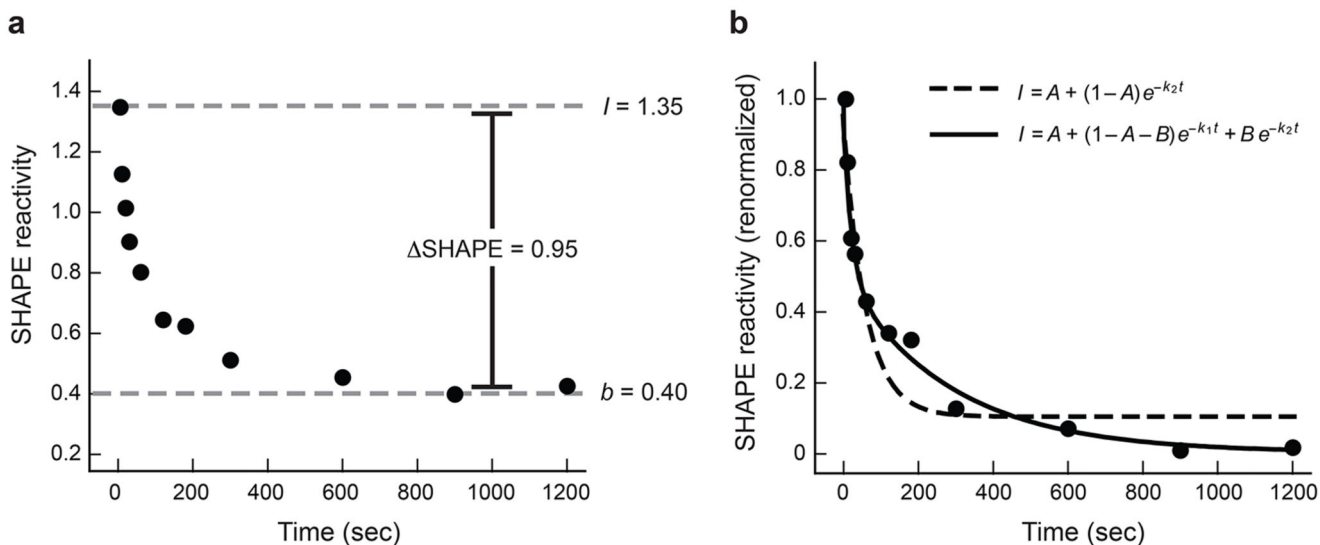 a
SHAPE reactivity
1.4
1.2
1.0
0.8
0.6
0.4
0.2
I = 1.35
ΔSHAPE = 0.95
b = 0.40
0 200 400 600 800 1000 1200
Time (sec)
b
SHAPE reactivity (renormalized)
1.0
0.8
0.6
0.4
0.2
0
I = A + (1–A)e^{–k₂t}
I = A + (1–A–B)e^{–k₁t} + Be^{–k₂t}
0 200 400 600 800 1000 1200
Time (sec)